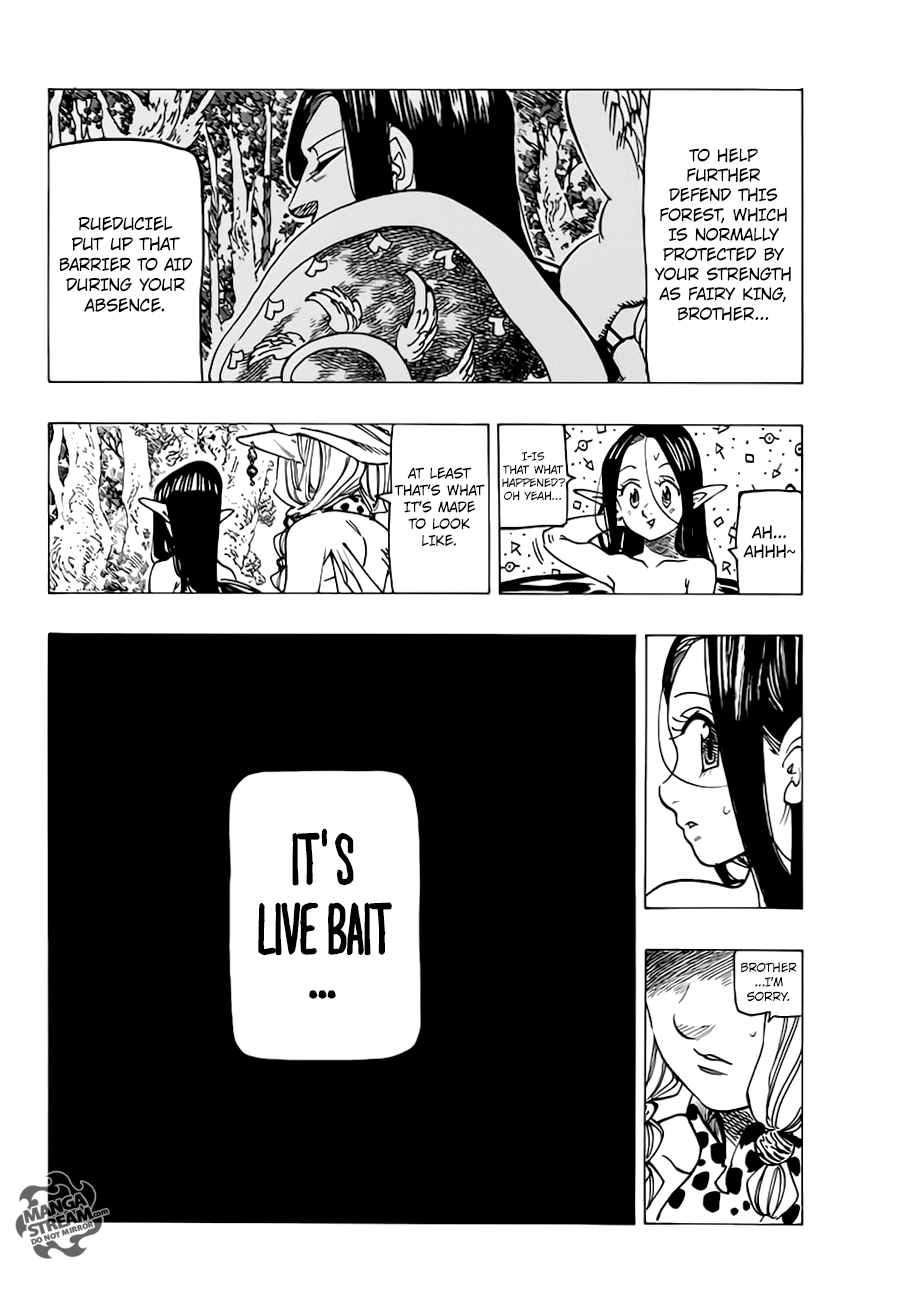 TO HELP
FURTHER
DEFEND THIS
FOREST, WHICH
IS NORMALLY
PROTECTED BY
YOUR STRENGTH
AS FAIRY KING,
BROTHER...
RUEDUCIEL
PUT UP THAT
BARRIER TO AID
DURING YOUR
ABSENCE.
AH...
AHHH~
I-IS
THAT WHAT
HAPPENED?
OH YEAH...
AT LEAST
THAT'S WHAT
IT'S MADE
TO LOOK
LIKE.
BROTHER
...I'M
SORRY.
IT'S
LIVE BAIT
...
MANGA
STREAM.com
DO NOT MIRROR